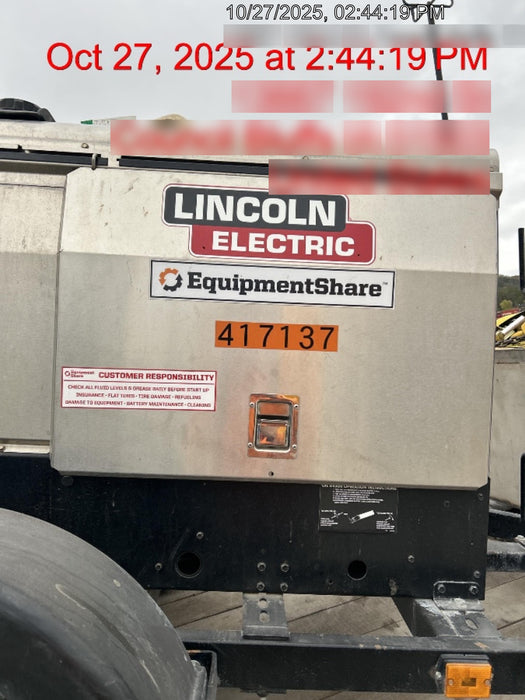 10/27/2025, 02:44:19 PM
Oct 27, 2025 at 2:44:19 PM
LINCOLN
ELECTRIC
EquipmentShare™
417137
EquipmentShare CUSTOMER RESPONSIBILITY
CHECK ALL FLUID LEVELS & GREASE DAILY BEFORE START UP
INSURANCE - FLAT TIRES - TIRE DAMAGE - REFUELING
DAMAGE TO EQUIPMENT - BATTERY MAINTENANCE - CLEANING